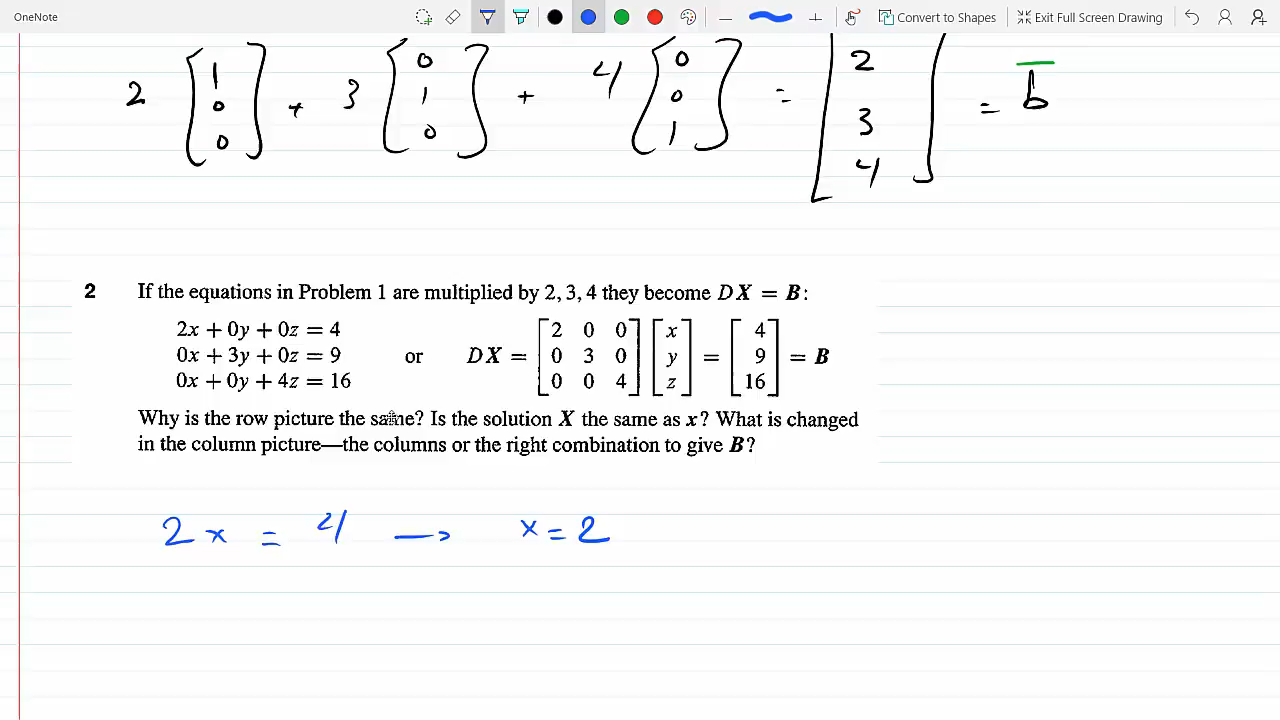 OneNote
Convert to Shapes
Exit Full Screen Drawing
2 [1 0 0] + 3 [0 1 0] + 4 [0 0 1] = [2 3 4] = b
2 If the equations in Problem 1 are multiplied by 2, 3, 4 they become DX = B:
2x + 0y + 0z = 4
0x + 3y + 0z = 9 or DX = [2 0 0 0 3 0 0 0 4] [x y z] = [4 9 16] = B
0x + 0y + 4z = 16
Why is the row picture the same? Is the solution X the same as x? What is changed
in the column picture—the columns or the right combination to give B?
2x = 4 → x = 2